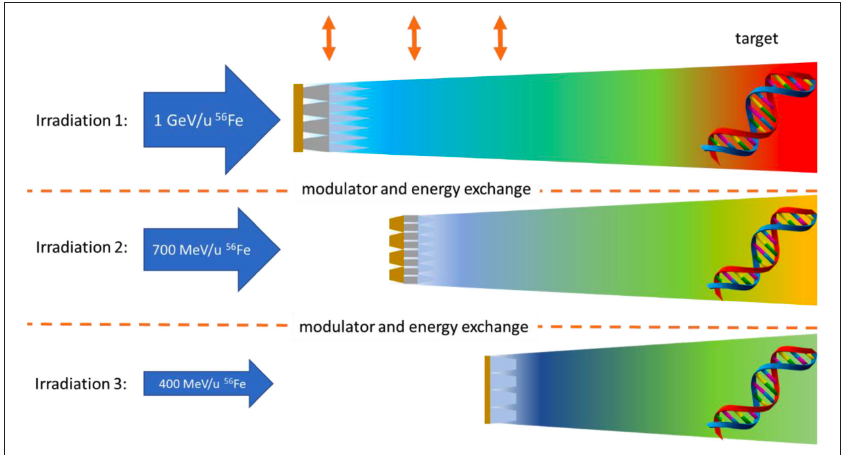 target
Irradiation 1:
1 GeV/u ⁵⁶Fe
modulator and energy exchange
Irradiation 2:
700 MeV/u ⁵⁶Fe
modulator and energy exchange
Irradiation 3:
400 MeV/u ⁵⁶Fe